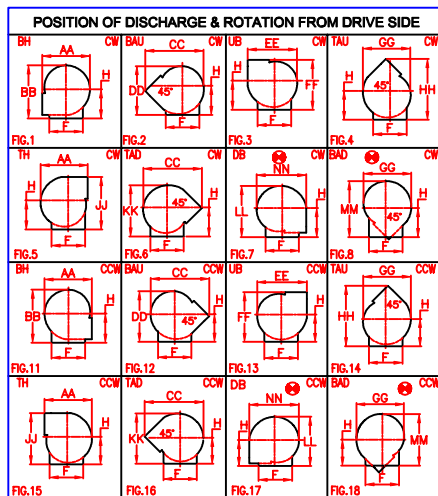 POSITION OF DISCHARGE & ROTATION FROM DRIVE SIDE
BH AA CW
BB H F
FIG.1
BAU CC CW
DD 45° H F
FIG.2
UB EE CW
FF H F
FIG.3
TAU GG CW
H 45° HH F
FIG.4
TH AA CW
H JJ F
FIG.5
TAD CC CW
KK 45° H F
FIG.6
DB NN CW
LL H F
FIG.7
BAD GG CW
MM H 45° F
FIG.8
BH AA CCW
BB H F
FIG.11
BAU CC CCW
DD 45° H F
FIG.12
UB EE CCW
FF H F
FIG.13
TAU GG CCW
HH 45° H F
FIG.14
TH AA CCW
JJ H F
FIG.15
TAD CC CCW
KK 45° H F
FIG.16
DB NN CCW
H LL F
FIG.17
BAD GG CCW
H 45° MM F
FIG.18